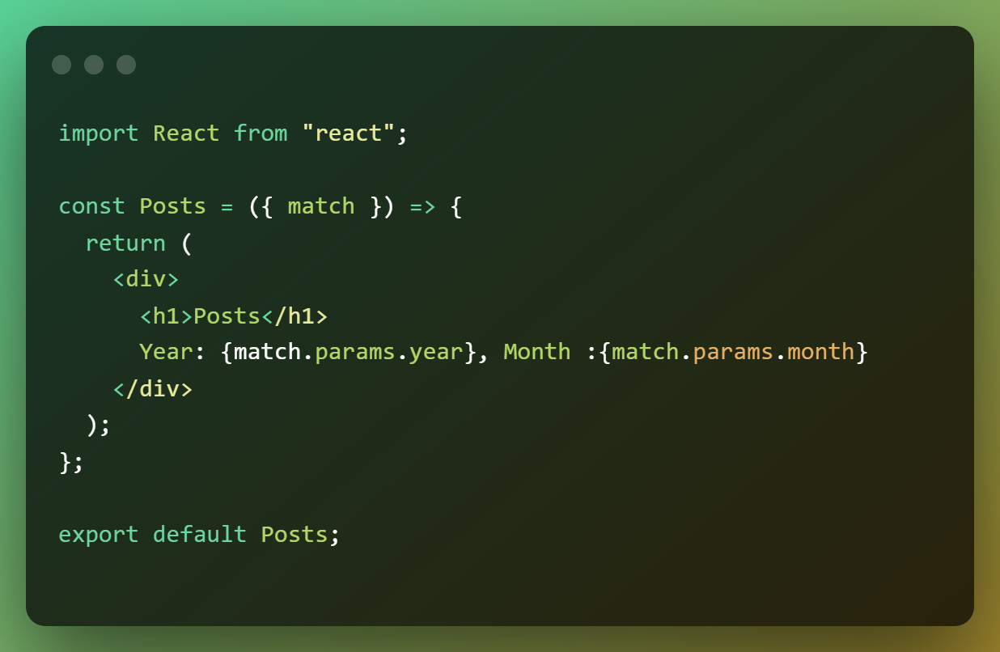 import React from "react";

const Posts = ({ match }) => {
  return (
    <div>
      <h1>Posts</h1>
      Year: {match.params.year}, Month :{match.params.month}
    </div>
  );
};

export default Posts;